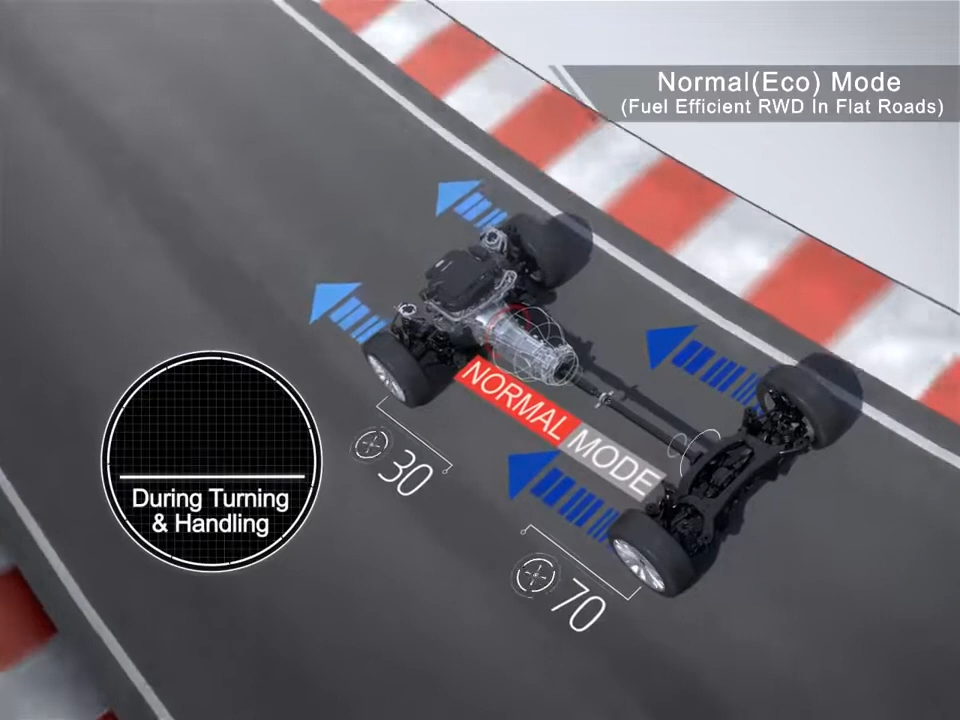 Normal(Eco) Mode
(Fuel Efficient RWD In Flat Roads)
NORMAL MODE
30
70
During Turning
& Handling